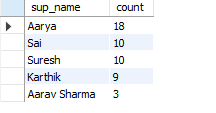 sup_name count
Aarya 18
Sai 10
Suresh 10
Karthik 9
Aarav Sharma 3